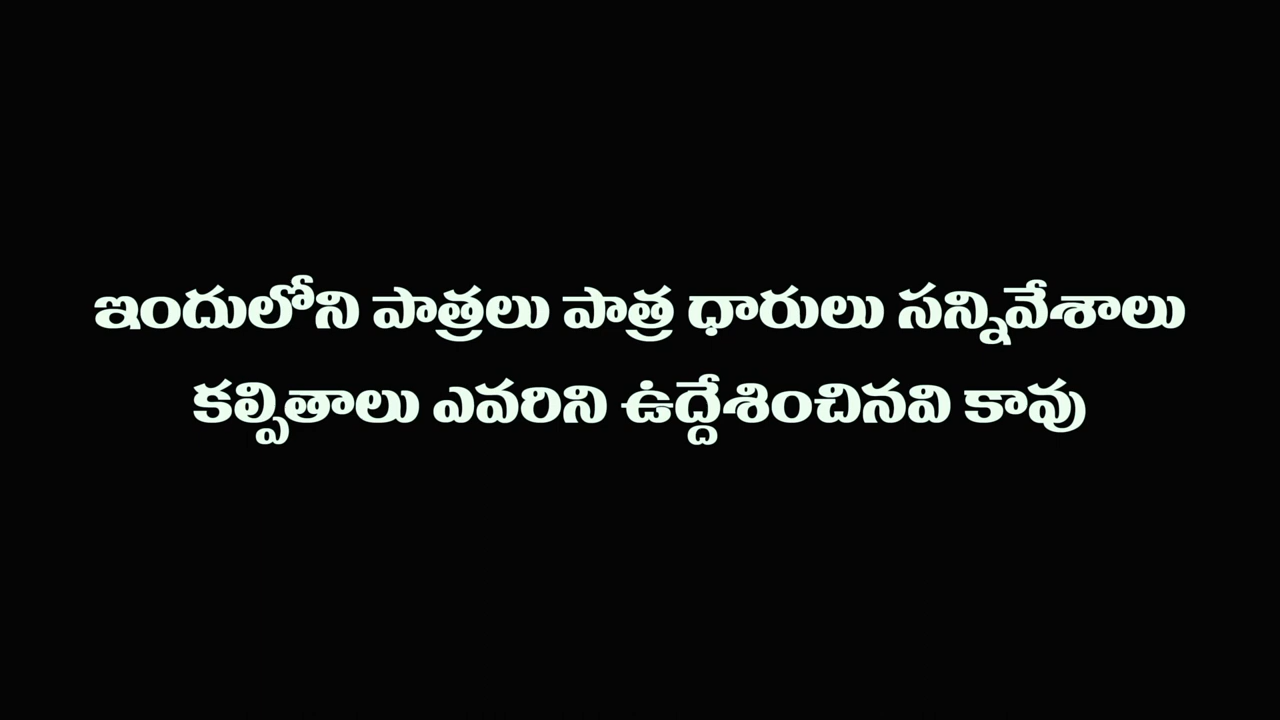 ఇందులోని పాత్రలు పాత్ర ధారులు సన్నివేశాలు
కల్పితాలు ఎవరిని ఉద్దేశించినవి కావు